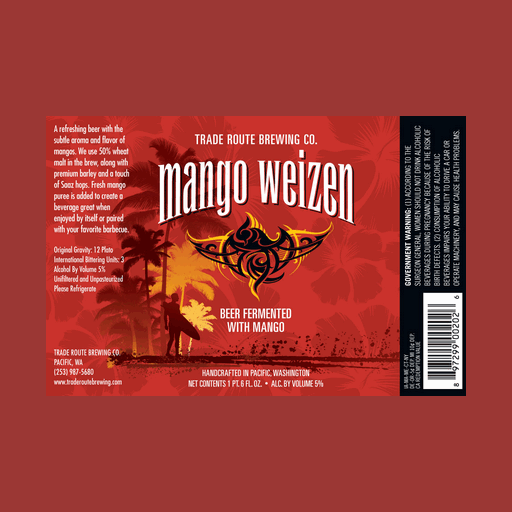 A refreshing beer with the
subtle aroma and flavor of
mangos. We use 50% wheat
malt in the brew, along with
premium barley and a touch
of Saaz hops. Fresh mango
puree is added to create a
beverage great when
enjoyed by itself or paired
with your favorite barbecue.
Original Gravity: 12 Plato
International Bittering Units: 3
Alcohol By Volume 5%
Unfiltered and Unpasteurized
Please Refrigerate
TRADE ROUTE BREWING CO.
PACIFIC, WA
(253) 987-5680
www.traderoutebrewing.com
TRADE ROUTE BREWING CO.
mango weizen
BEER FERMENTED
WITH MANGO
HANDCRAFTED IN PACIFIC, WASHINGTON
NET CONTENTS 1 PT. 6 FL. OZ. • ALC. BY VOLUME 5%
GOVERNMENT WARNING: (1) ACCORDING TO THE
SURGEON GENERAL, WOMEN SHOULD NOT DRINK ALCOHOLIC
BEVERAGES DURING PREGNANCY BECAUSE OF THE RISK OF
BIRTH DEFECTS. (2) CONSUMPTION OF ALCOHOLIC
BEVERAGES IMPAIRS YOUR ABILITY TO DRIVE A CAR OR
OPERATE MACHINERY, AND MAY CAUSE HEALTH PROBLEMS.
CA REDEMPTION VALUE
8 97299 00202 6